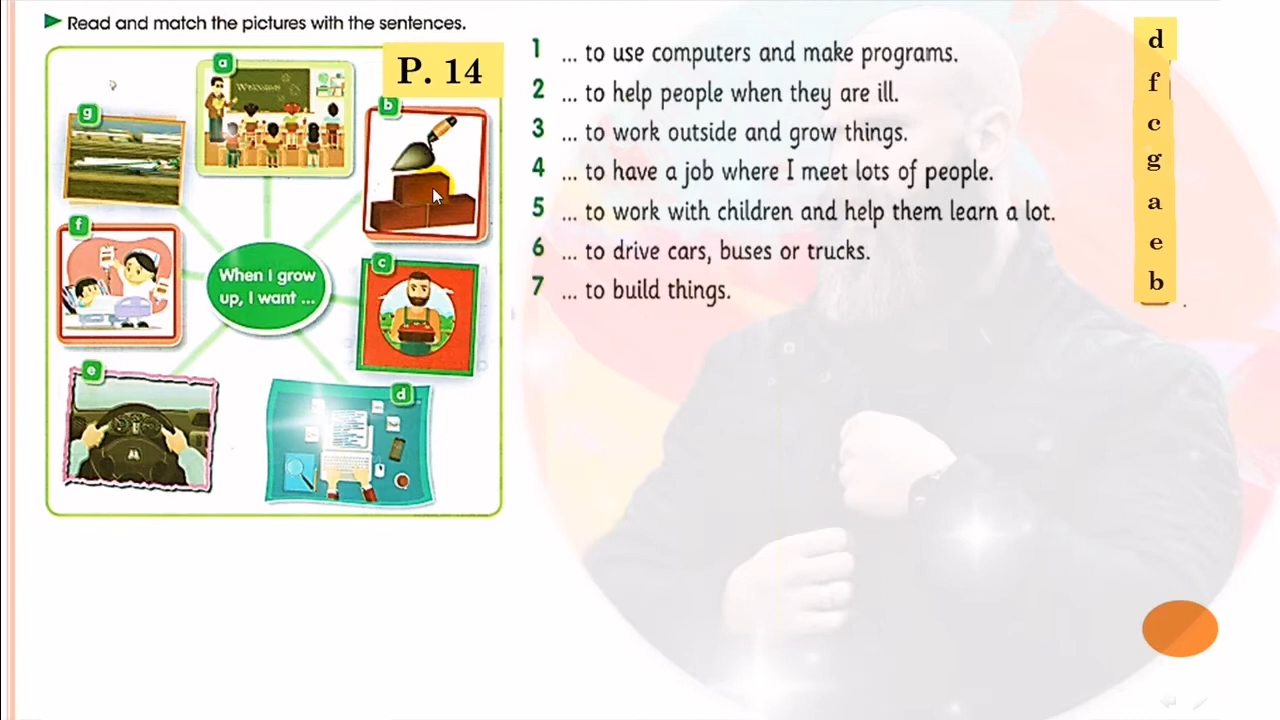 Read and match the pictures with the sentences.
P. 14
a
b
g
f
c
e
d
When I grow
up, I want ...
1 ... to use computers and make programs.
2 ... to help people when they are ill.
3 ... to work outside and grow things.
4 ... to have a job where I meet lots of people.
5 ... to work with children and help them learn a lot.
6 ... to drive cars, buses or trucks.
7 ... to build things.
d
f
c
g
a
e
b